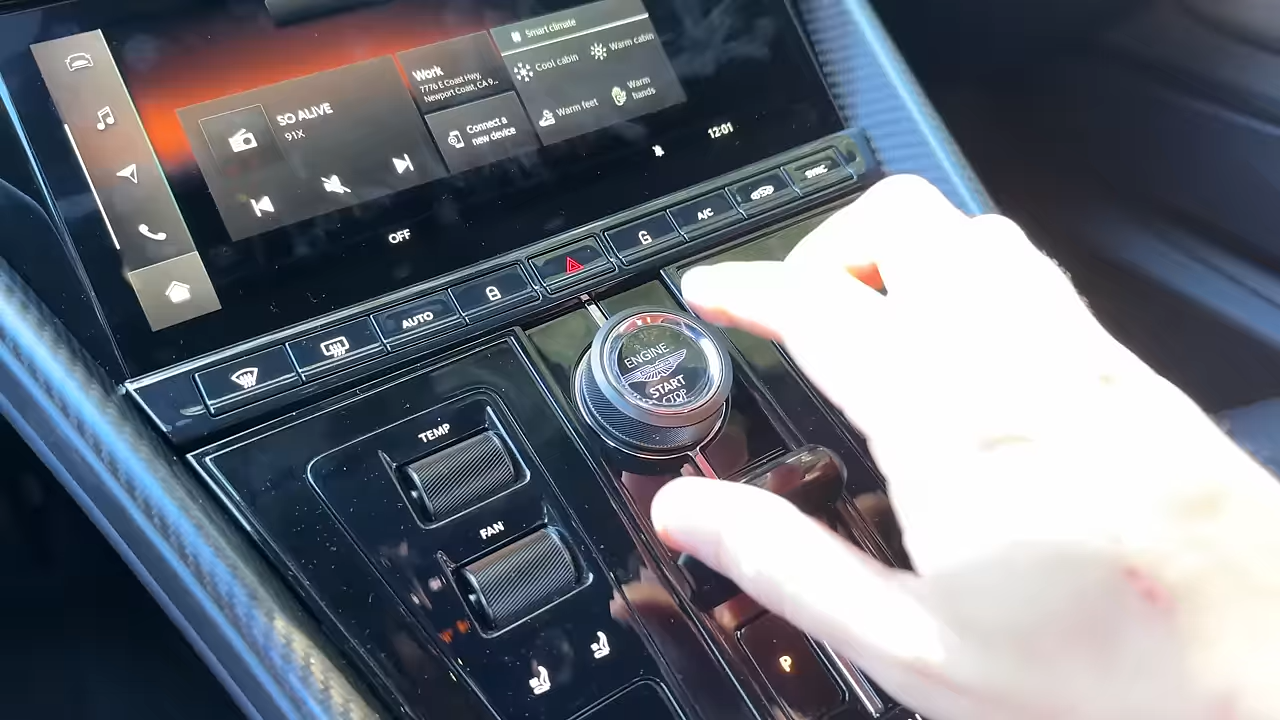 SO ALIVE
91X
Work
7776 E Coast Hwy,
Newport Coast, CA 9...
Connect a
new device
Smart climate
Cool cabin
Warm cabin
Warm feet
Warm
hands
12:01
OFF
AUTO
A/C
SYNC
ENGINE
START
STOP
TEMP
FAN
P